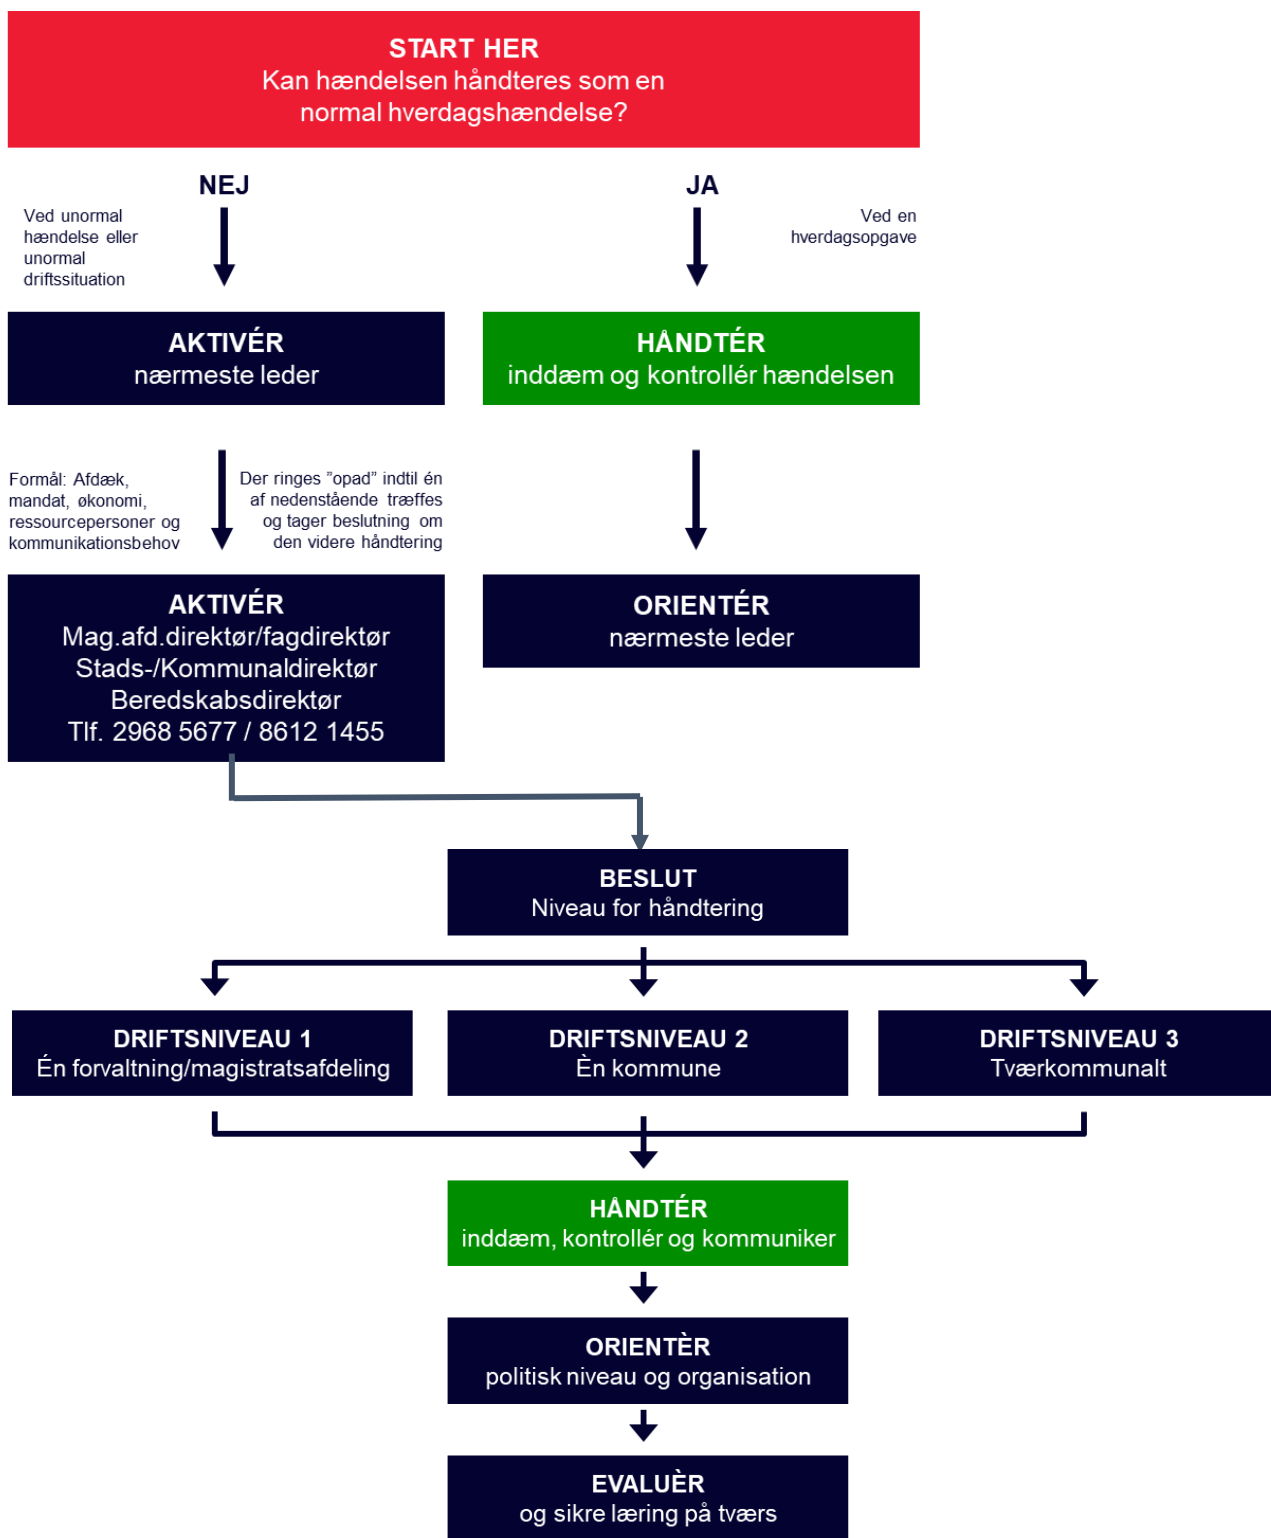 START HER
Kan hændelsen håndteres som en
normal hverdagshændelse?
NEJ
JA
Ved unormal
hændelse eller
unormal
driftssituation
Ved en
hverdagsopgave
AKTIVÉR
nærmeste leder
HÅNDTÉR
inddæm og kontrollér hændelsen
Formål: Afdæk,
mandat, økonomi,
ressourcepersoner og
kommunikationsbehov
Der ringes ”opad” indtil én
af nedenstående træffes
og tager beslutning om
den videre håndtering
AKTIVÉR
Mag.afd.direktør/fagdirektør
Stads-/Kommunaldirektør
Beredskabsdirektør
Tlf. 2968 5677 / 8612 1455
ORIENTÉR
nærmeste leder
BESLUT
Niveau for håndtering
DRIFTSNIVEAU 1
Én forvaltning/magistratsafdeling
DRIFTSNIVEAU 2
Èn kommune
DRIFTSNIVEAU 3
Tværkommunalt
HÅNDTÉR
inddæm, kontrollér og kommuniker
ORIENTÈR
politisk niveau og organisation
EVALUÈR
og sikre læring på tværs